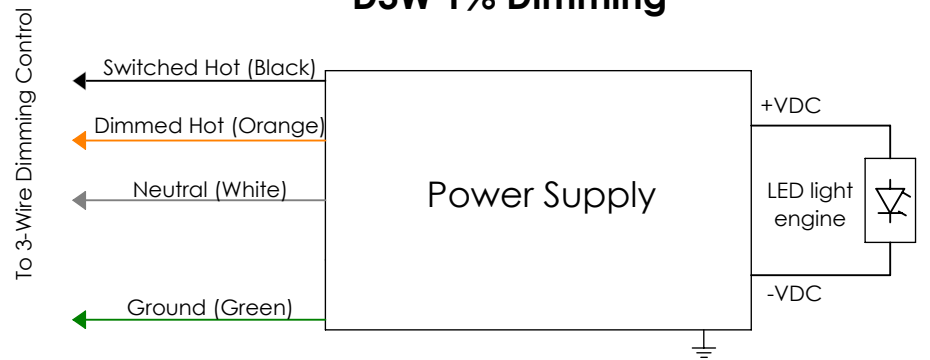 D3W 1% Dimming
To 3-Wire Dimming Control
Switched Hot (Black)
Dimmed Hot (Orange)
Neutral (White)
Ground (Green)
Power Supply
+VDC
LED light
engine
-VDC